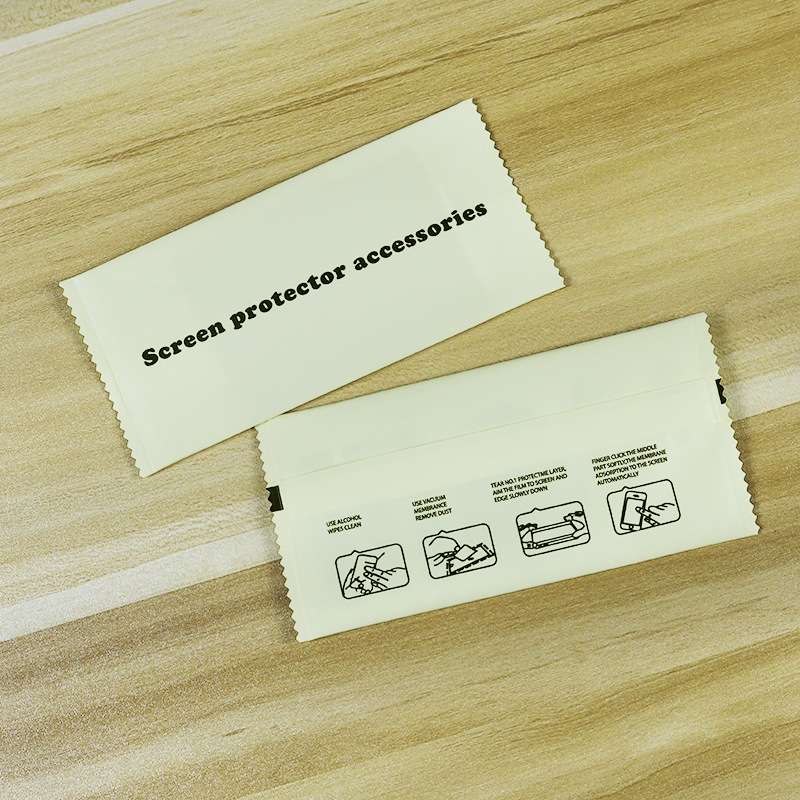 Screen protector accessories
USE ALCOHOL
WIPES CLEAN
USE VACUUM
MEMBRANCE
REMOVE DUST
TEAR NO.1 PROTECTME LAYER,
AIM THE FILM TO SCREEN AND
EDGE SLOWLY DOWN
FINGER CLICK THE MIDDLE
PART SOFTLY,THE MEMBRANE
ADSORPTION TO THE SCREEN
AUTOMATICALLY